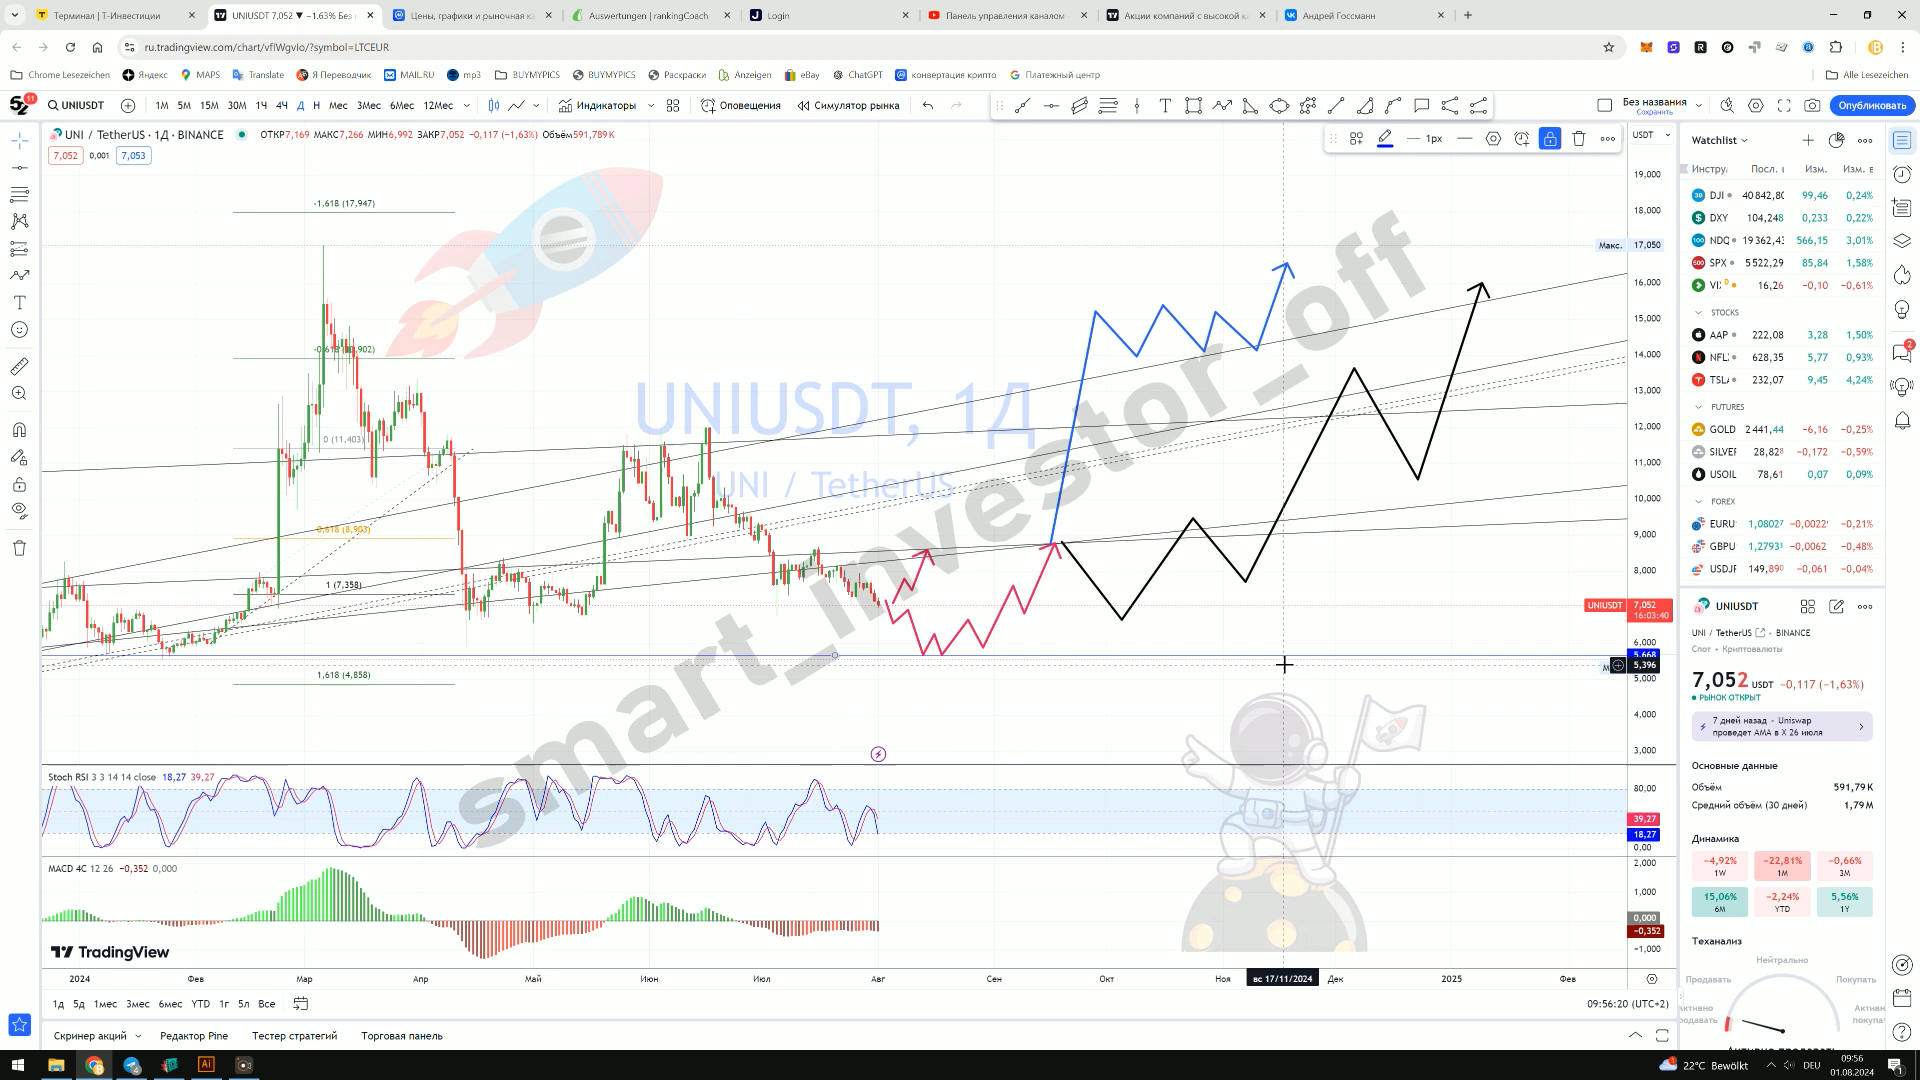 Терминал | Т-Инвестиции
UNIUSDT 7,052 ▼ −1.63% Без
Цены, графики и рыночная к
Auswertungen | rankingCoach
Login
Панель управления каналом
Акции компаний с высокой к
Андрей Госсманн
ru.tradingview.com/chart/vfIWgvIo/?symbol=LTCEUR
Chrome Lesezeichen
Яндекс
MAPS
Translate
Я Переводчик
MAIL.RU
mp3
BUYMYPICS
BUYMYPICS
Раскраски
Anzeigen
eBay
ChatGPT
конвертация крипто
Платежный центр
Alle Lesezeichen
11
UNIUSDT
1М 5М 15М 30М 1Ч 4Ч Д Н Мес 3Мес 6Мес 12Мес
Индикаторы
Оповещения
Симулятор рынка
Без названия
Сохранить
Опубликовать
UNI / TetherUS · 1Д · BINANCE
ОТКР7,169 МАКС7,266 МИН6,992 ЗАКР7,052 −0,117 (−1,63%) Объём591,789K
7,052 0,001 7,053
1px
USDT
-1,618 (17,947)
0 (11,403)
0,618 (8,903)
1 (7,358)
1,618 (4,858)
UNIUSDT, 1Д
UNI / TetherUS
smart_investor_off
19,000
18,000
Макс. 17,050
16,000
15,000
14,000
13,000
12,000
11,000
10,000
9,000
8,000
UNIUSDT 7,052
16:03:40
6,000
5,668
5,396
5,000
4,000
3,000
Stoch RSI 3 3 14 14 close 18,27 39,27
80,00
39,27
18,27
0,00
MACD 4C 12 26 −0,352 0,000
2,000
1,000
0,000
−0,352
−1,000
TradingView
2024 Фев Мар Апр Май Июн Июл Авг Сен Окт Ноя вс 17/11/2024 Дек 2025 Фев
1д 5д 1мес 3мес 6мес YTD 1г 5л Все
09:56:20 (UTC+2)
Скринер акций
Редактор Pine
Тестер стратегий
Торговая панель
Watchlist
Инстру Посл. Изм. Изм. в
DJI 40 842,80 99,46 0,24%
DXY 104,248 0,233 0,22%
NDQ 19 362,43 566,15 3,01%
SPX 5 522,29 85,84 1,58%
VI 16,26 −0,10 −0,61%
STOCKS
AAP 222,08 3,28 1,50%
NFL 628,35 5,77 0,93%
TSL 232,07 9,45 4,24%
FUTURES
GOLD 2 441,44 −6,16 −0,25%
SILVER 28,828 −0,172 −0,59%
USOIL 78,61 0,07 0,09%
FOREX
EURU 1,08027 −0,0022 −0,21%
GBPU 1,2793 −0,0062 −0,48%
USDJF 149,890 −0,061 −0,04%
UNIUSDT
UNI / TetherUS · BINANCE
Спот · Криптовалюты
7,052 USDT −0,117 (−1,63%)
РЫНОК ОТКРЫТ
7 дней назад · Uniswap
проведет AMA в X 26 июля
Основные данные
Объём 591,79 K
Средний объём (30 дней) 1,79 M
Динамика
−4,92% −22,81% −0,66%
1W 1M 3M
15,06% −2,24% 5,56%
6M YTD 1Y
Теханализ
Нейтрально
Продавать Покупать
2
22°C Bewölkt
DEU
09:56
01.08.2024